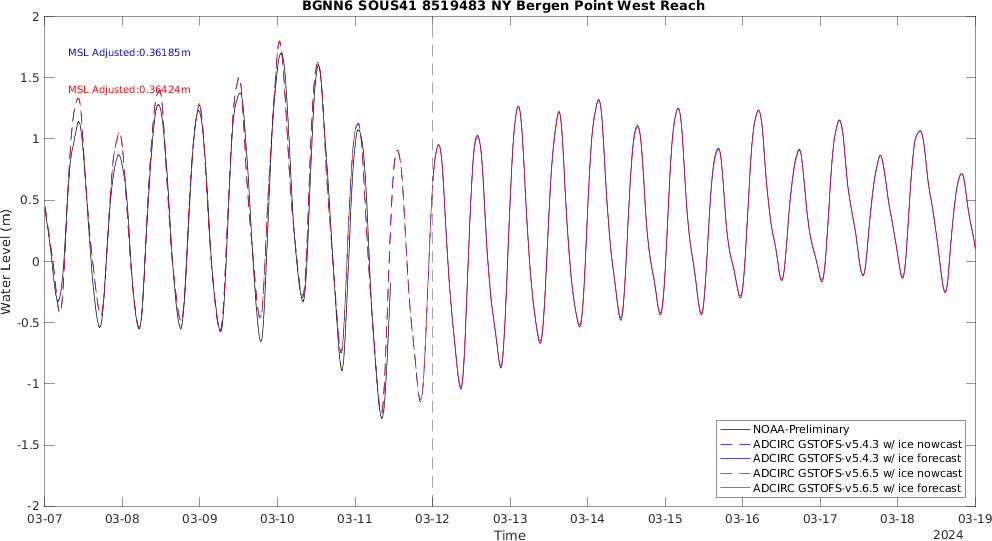 BGNN6 SOUS41 8519483 NY Bergen Point West Reach
MSL Adjusted:0.36185m
MSL Adjusted:0.36424m
2
1.5
1
0.5
0
-0.5
-1
-1.5
-2
Water Level (m)
NOAA-Preliminary
ADCIRC GSTOFS-v5.4.3 w/ ice nowcast
ADCIRC GSTOFS-v5.4.3 w/ ice forecast
ADCIRC GSTOFS-v5.6.5 w/ ice nowcast
ADCIRC GSTOFS-v5.6.5 w/ ice forecast
03-07 03-08 03-09 03-10 03-11 03-12 03-13 03-14 03-15 03-16 03-17 03-18 03-19
Time
2024